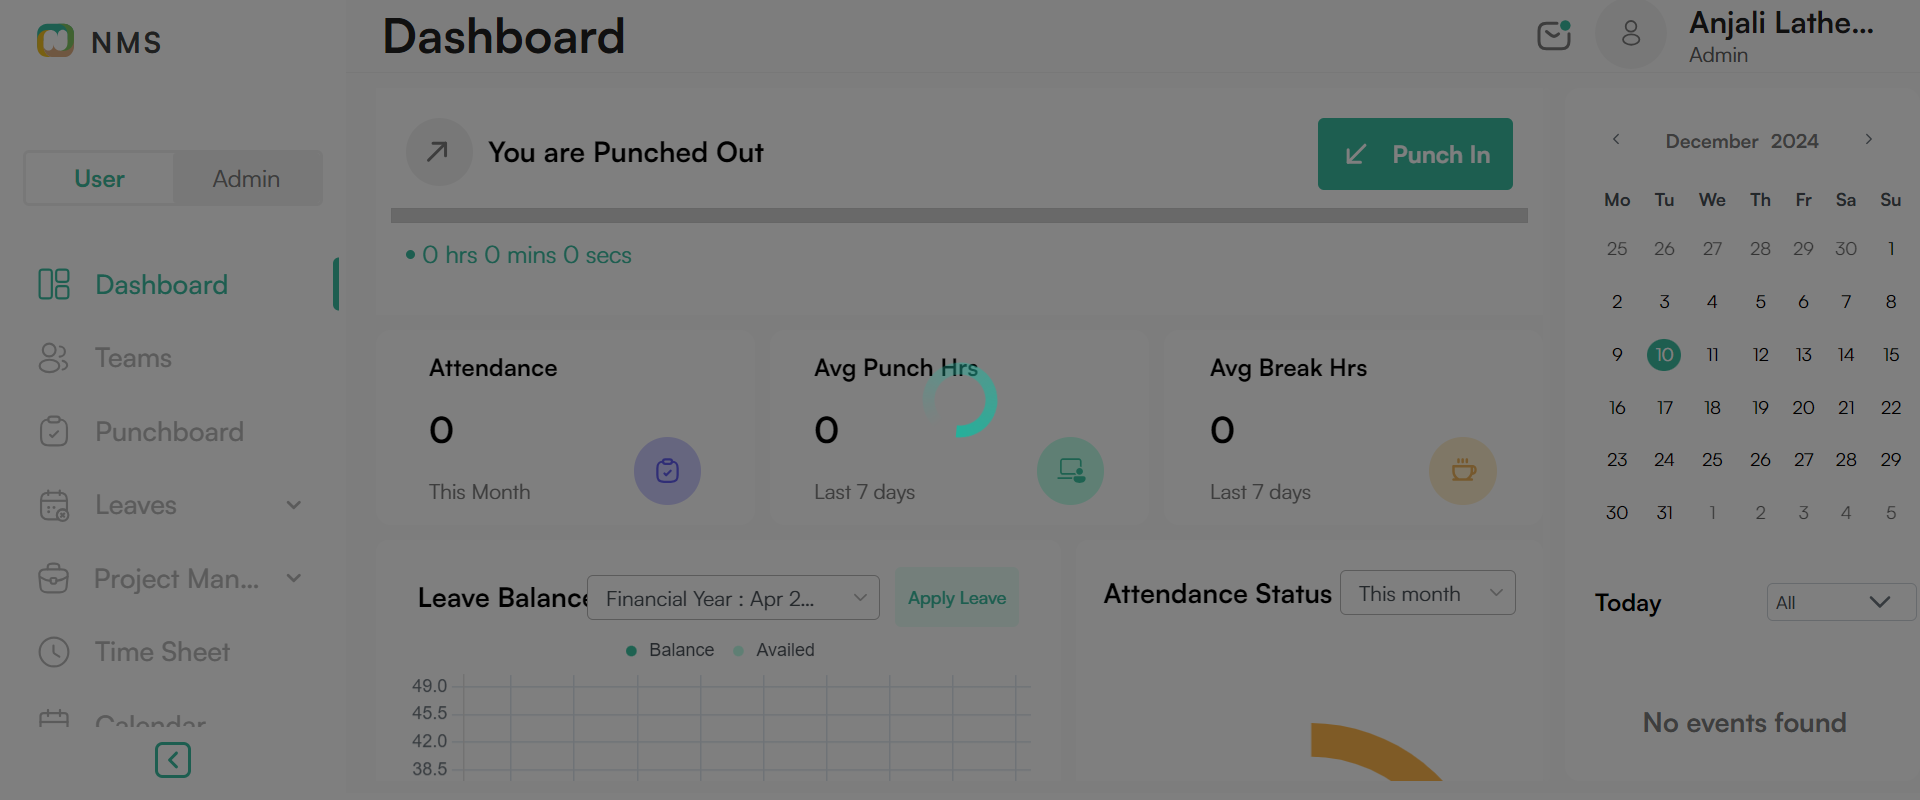 NMS
User
Admin
Dashboard
Teams
Punchboard
Leaves
Project Man...
Time Sheet
Calendar
Dashboard
Anjali Lathe...
Admin
You are Punched Out
Punch In
0 hrs 0 mins 0 secs
Attendance
0
This Month
Avg Punch Hrs
0
Last 7 days
Avg Break Hrs
0
Last 7 days
Leave Balance
Financial Year : Apr 2...
Apply Leave
Balance
Availed
49.0
45.5
42.0
38.5
Attendance Status
This month
December 2024
Mo Tu We Th Fr Sa Su
25 26 27 28 29 30 1
2 3 4 5 6 7 8
9 10 11 12 13 14 15
16 17 18 19 20 21 22
23 24 25 26 27 28 29
30 31 1 2 3 4 5
Today
All
No events found